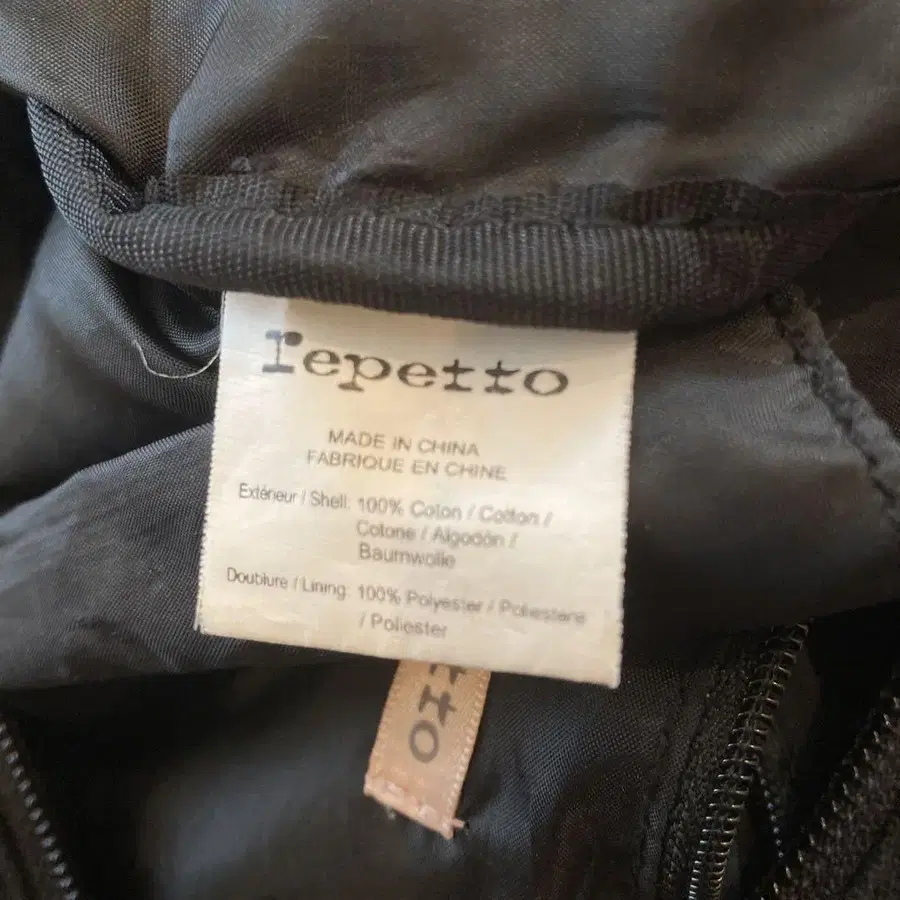 repetto
MADE IN CHINA
FABRIQUE EN CHINE
Extérieur / Shell: 100% Coton / Cotton /
Cotone / Algodón /
Baumwolle
Doublure / Lining: 100% Polyester / Poliestere
/ Poliester
tto